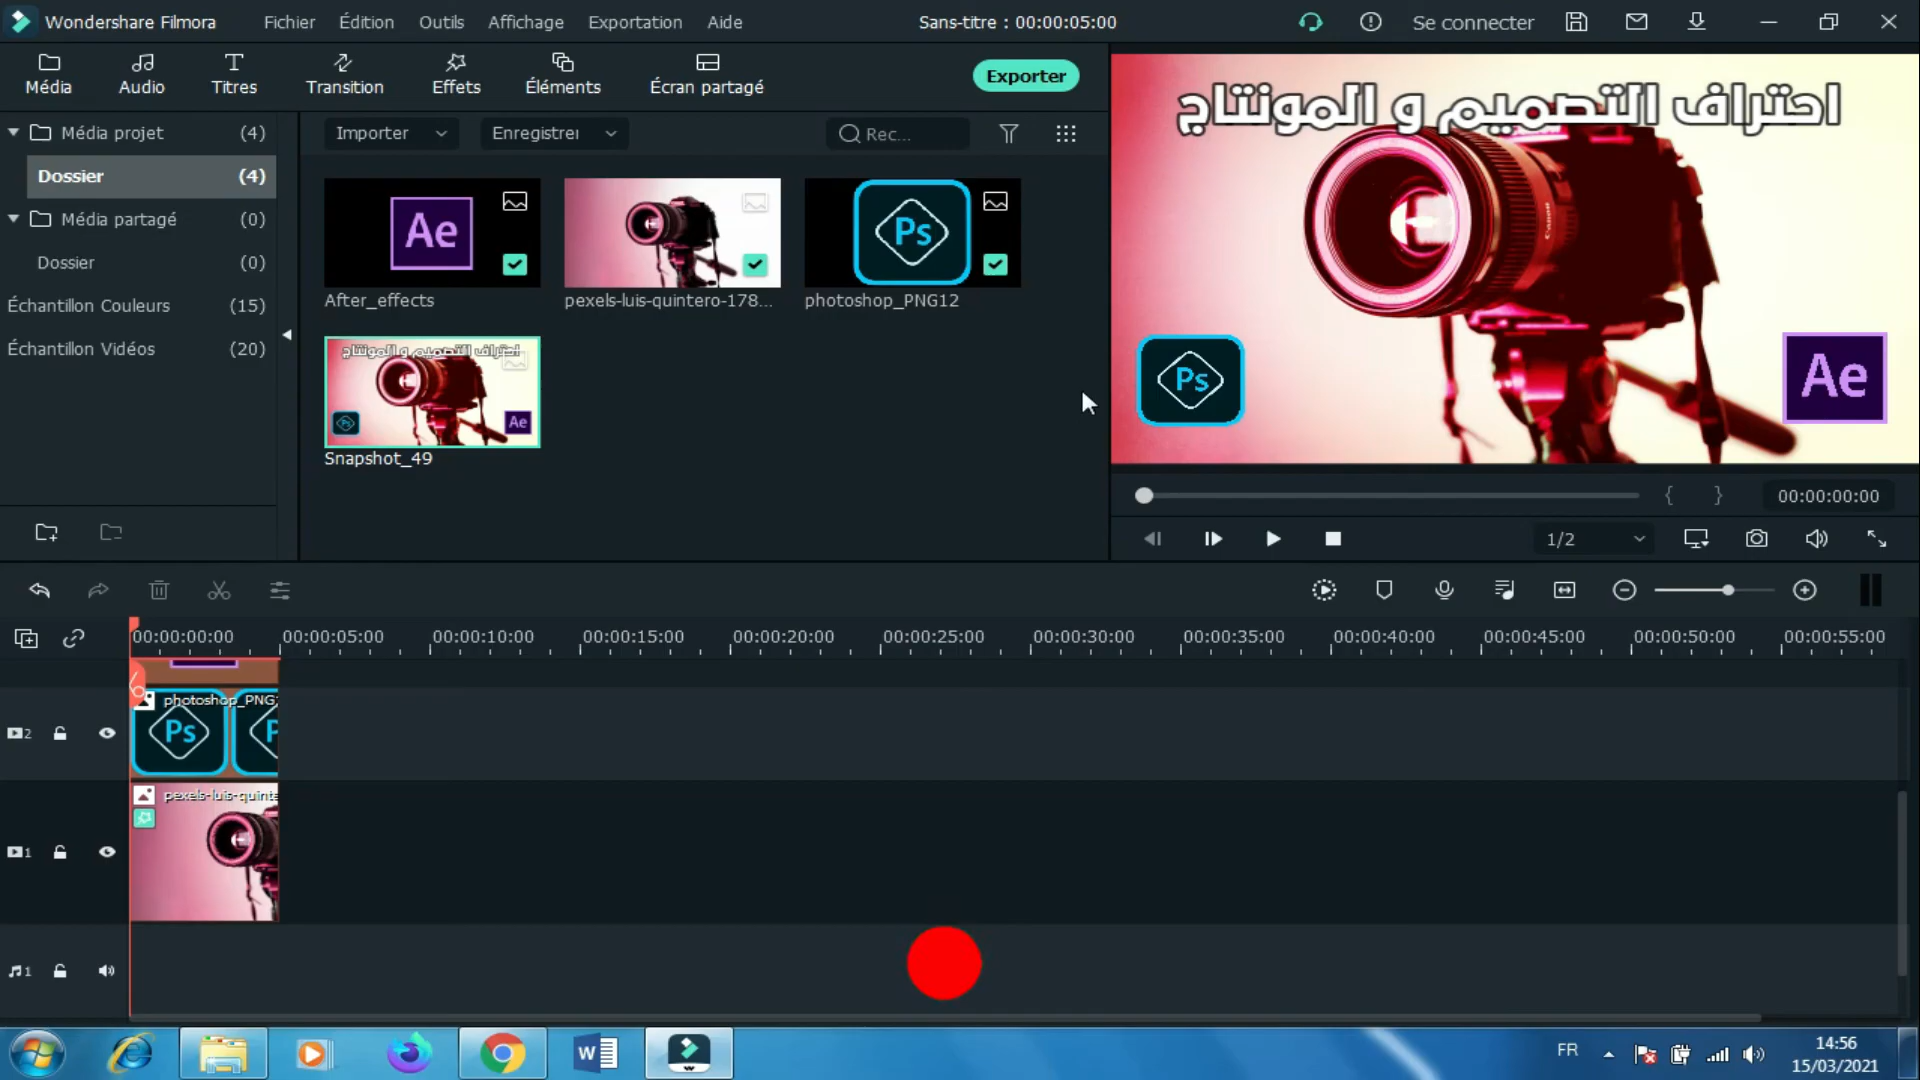 Wondershare Filmora Fichier Édition Outils Affichage Exportation Aide Sans-titre : 00:00:05:00 Se connecter
Média Audio Titres Transition Effets Éléments Écran partagé Exporter
Média projet (4)
Dossier (4)
Média partagé (0)
Dossier (0)
Échantillon Couleurs (15)
Échantillon Vidéos (20)
Importer Enregistrer Rec...
Ae
Ps
After_effects pexels-luis-quintero-178... photoshop_PNG12
احتراف التصميم و المونتاج
Ps Ae
Snapshot_49
احتراف التصميم و المونتاج
Canon
Ps Ae
00:00:00:00
1/2
00:00:00:00 00:00:05:00 00:00:10:00 00:00:15:00 00:00:20:00 00:00:25:00 00:00:30:00 00:00:35:00 00:00:40:00 00:00:45:00 00:00:50:00 00:00:55:00
photoshop_PNG
2 Ps
pexels-luis-quinte
1
1
W FR 14:56
15/03/2021